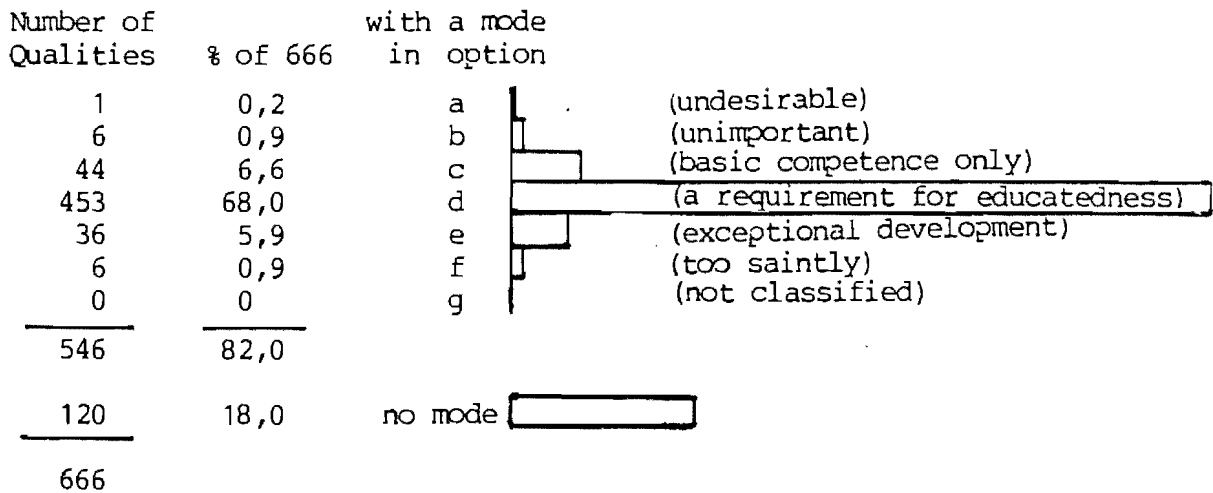 Number of with a mode
Qualities % of 666 in option
1 0,2 a (undesirable)
6 0,9 b (unimportant)
44 6,6 c (basic competence only)
453 68,0 d (a requirement for educatedness)
36 5,9 e (exceptional development)
6 0,9 f (too saintly)
0 0 g (not classified)
546 82,0
120 18,0 no mode
666